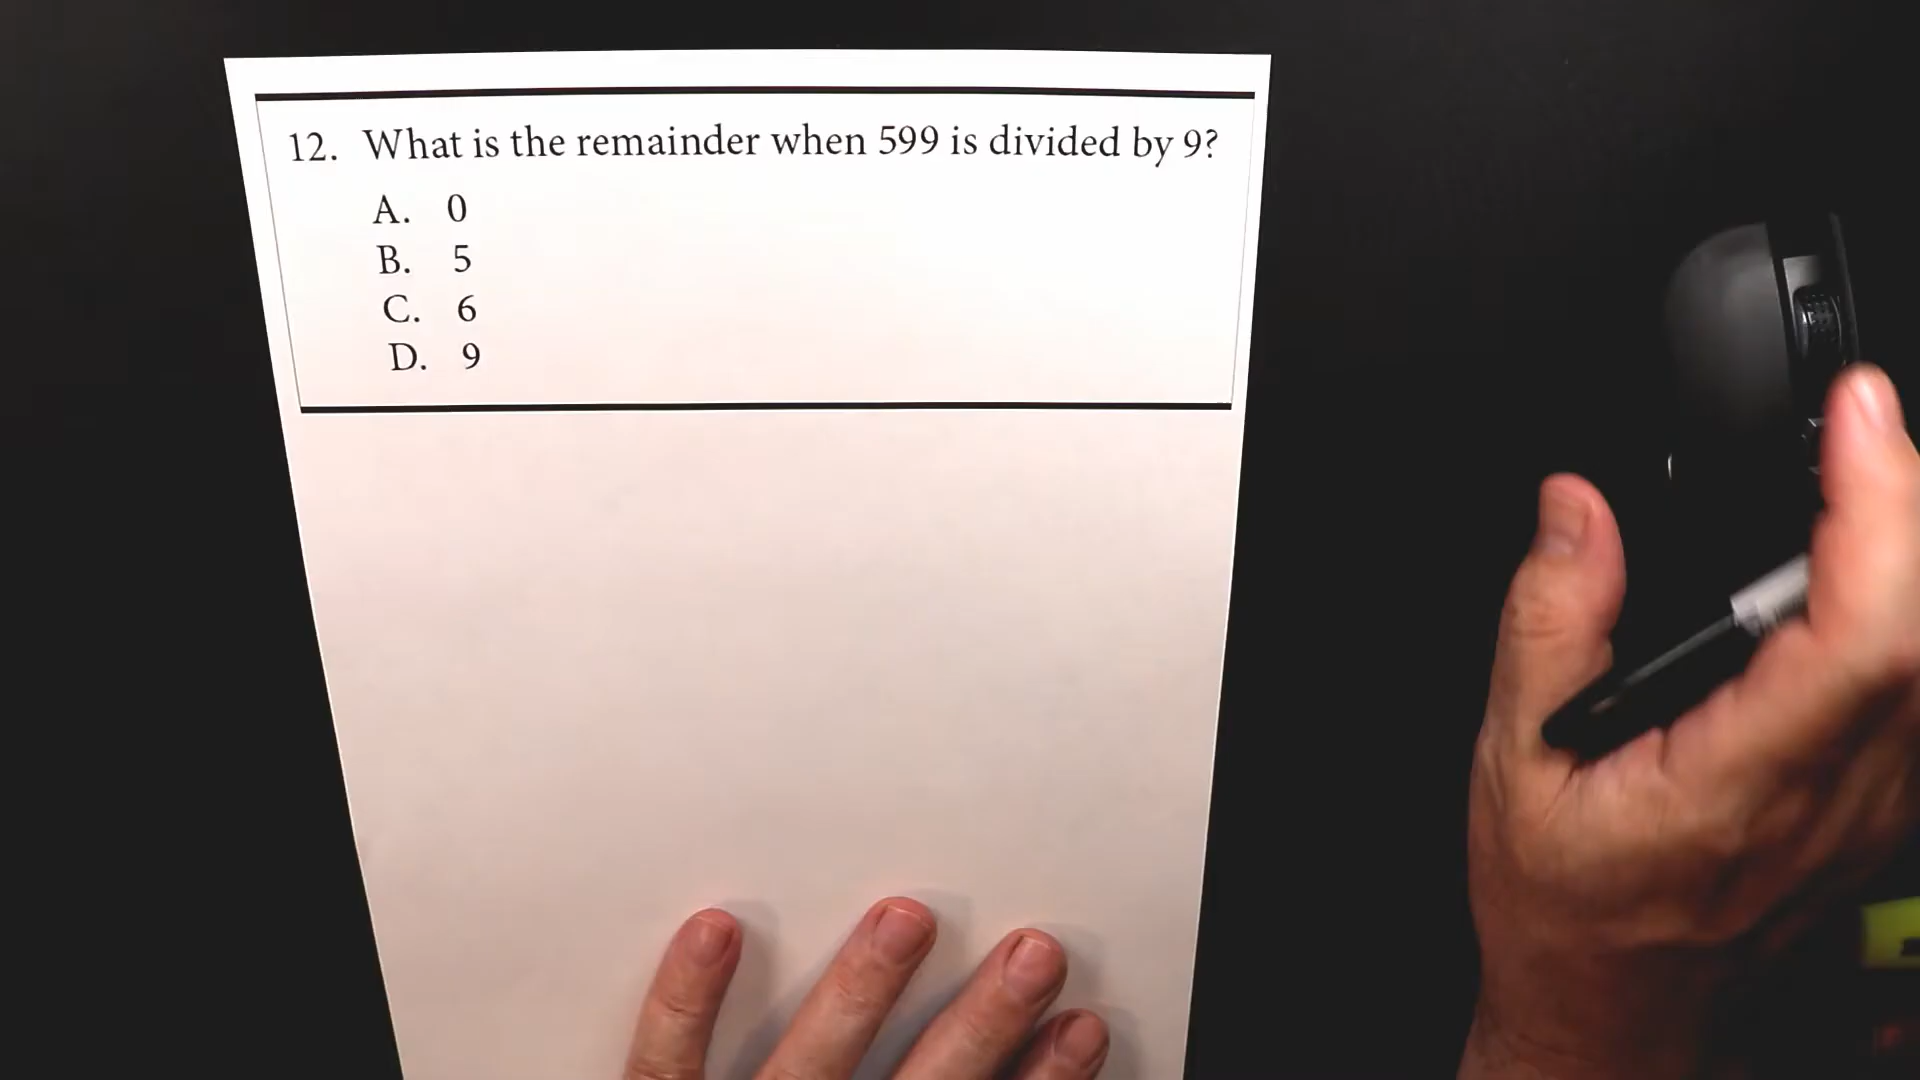 12. What is the remainder when 599 is divided by 9?
A. 0
B. 5
C. 6
D. 9